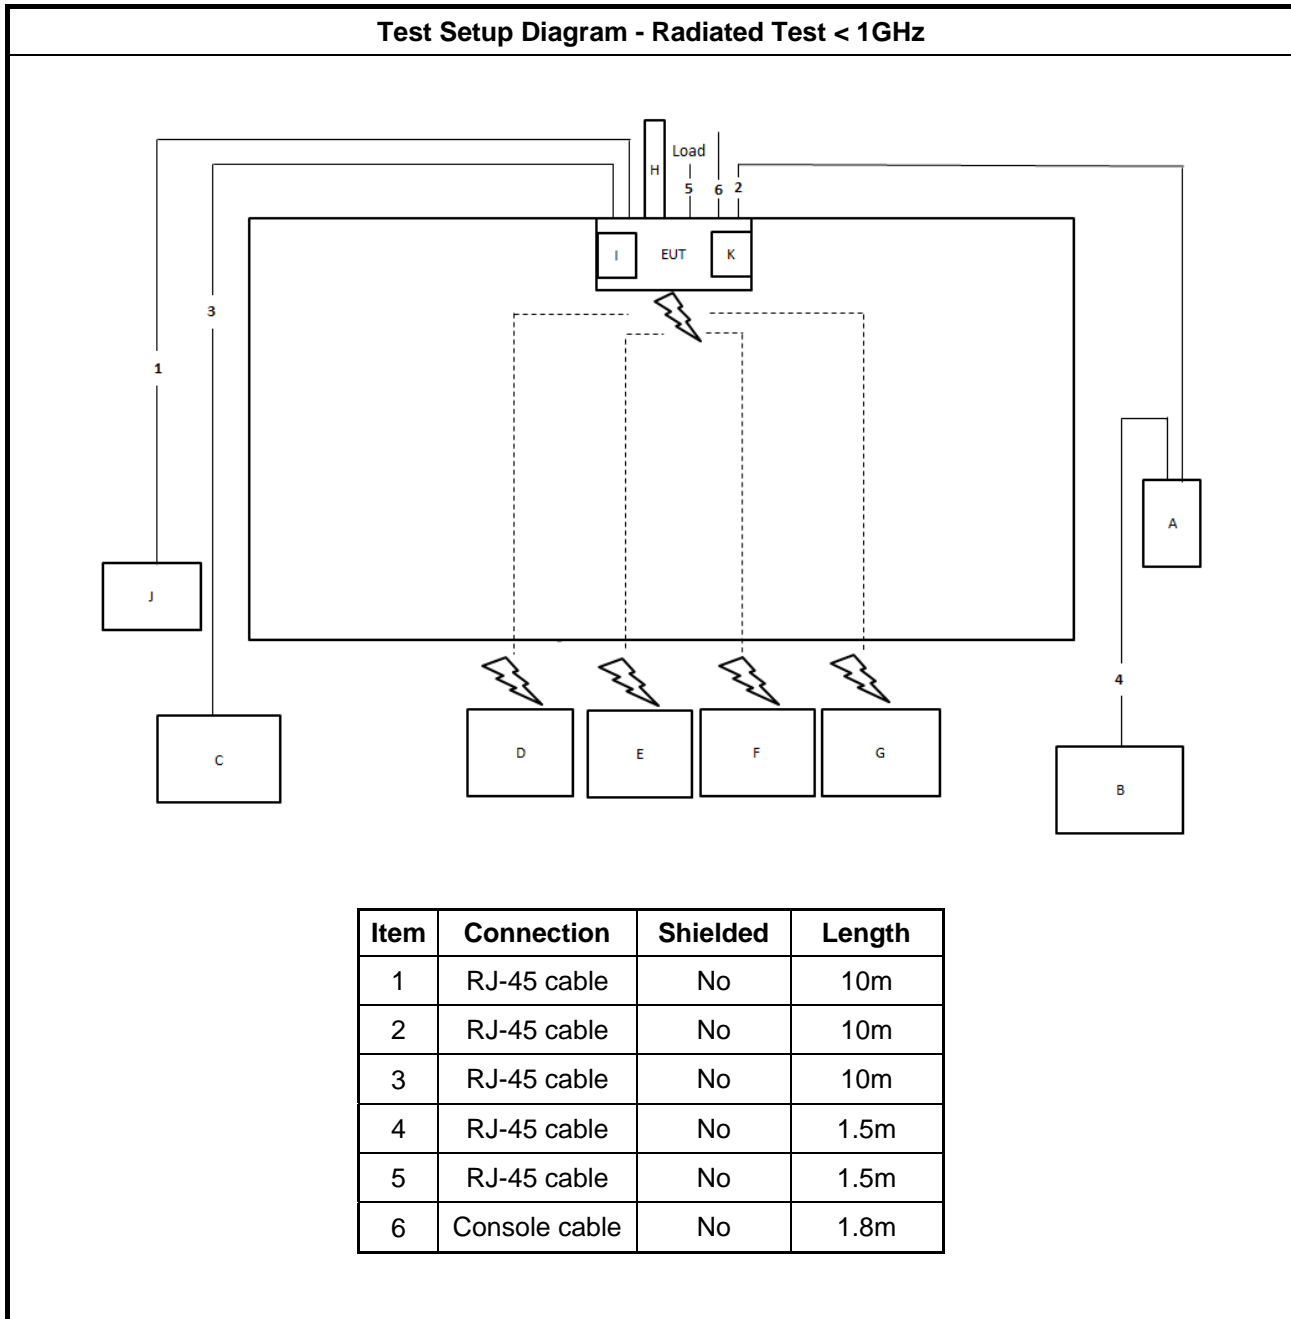 Test Setup Diagram - Radiated Test < 1GHz
Load
H
5
6
2
I
EUT
K
3
1
A
J
4
C
D
E
F
G
B
Item Connection Shielded Length
1 RJ-45 cable No 10m
2 RJ-45 cable No 10m
3 RJ-45 cable No 10m
4 RJ-45 cable No 1.5m
5 RJ-45 cable No 1.5m
6 Console cable No 1.8m